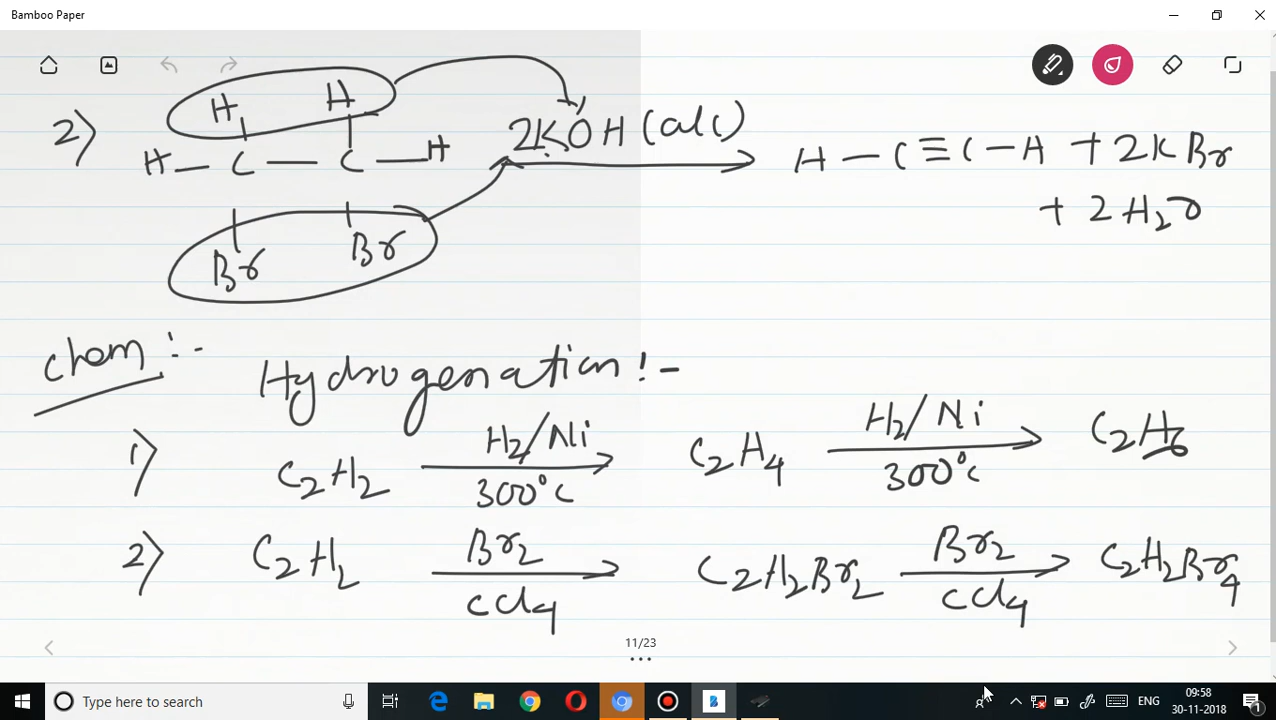 Bamboo Paper
H H
2) H — C — C — H 2KOH (alc) H — C ≡ C — H + 2KBr
Br Br
+ 2H₂O
Chem :-
Hydrogenation :-
1) C₂H₂ H₂/Ni 300°C C₂H₄ H₂/Ni 300°C C₂H₆
2) C₂H₂ Br₂ CCl₄ C₂H₂Br₂ Br₂ CCl₄ C₂H₂Br₄
11/23
Type here to search
ENG
09:58
30-11-2018
1